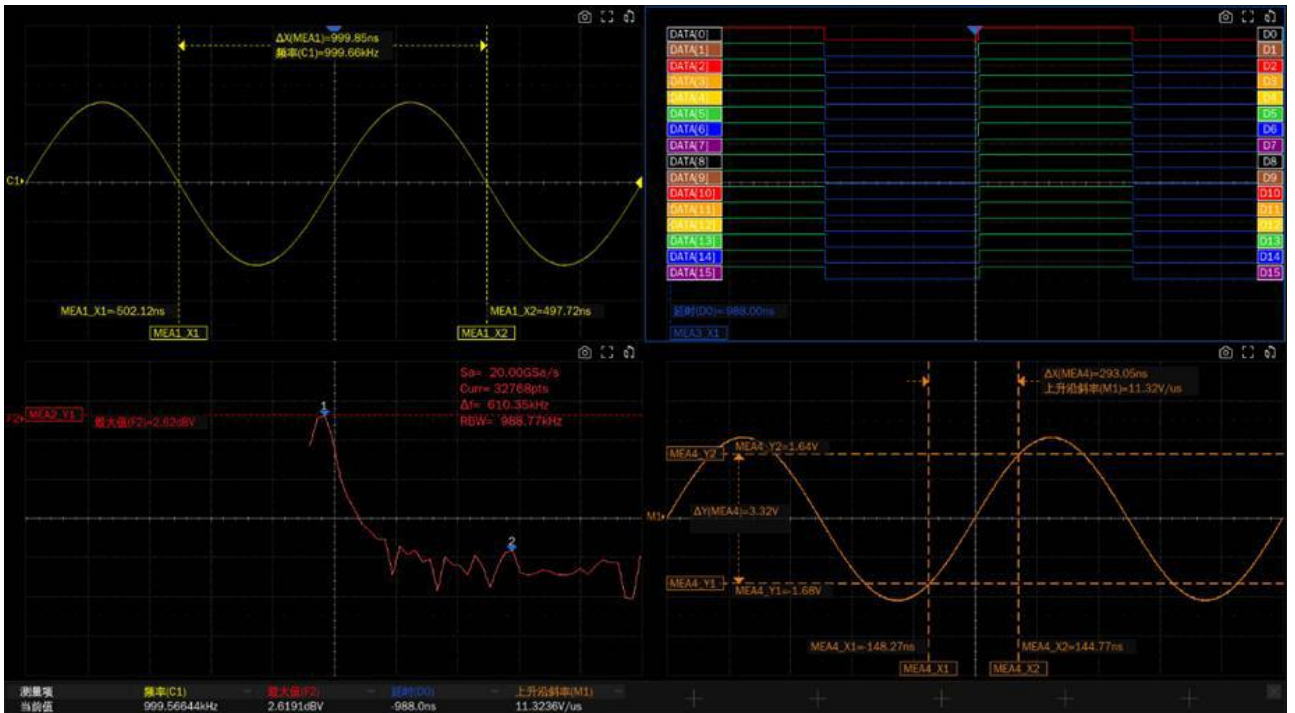 ΔX(MEA1)=999.85ns
频率(C1)=999.66kHz
C1
MEA1_X1=-502.12ns
MEA1_X2=497.72ns
MEA1_X1
MEA1_X2
DATA[0] D0
DATA[1] D1
DATA[2] D2
DATA[3] D3
DATA[4] D4
DATA[5] D5
DATA[6] D6
DATA[7] D7
DATA[8] D8
DATA[9] D9
DATA[10] D10
DATA[11] D11
DATA[12] D12
DATA[13] D13
DATA[14] D14
DATA[15] D15
延时(D0)=-988.00ns
MEA3_X1
Sa= 20.00GSa/s
Curr= 32768pts
Δf= 610.35kHz
RBW= 988.77kHz
F2 MEA2_Y1
最大值(F2)=2.62dBV
1
2
ΔX(MEA4)=293.05ns
上升沿斜率(M1)=11.32V/us
MEA4_Y2 MEA4_Y2=1.64V
M1 ΔY(MEA4)=3.32V
MEA4_Y1 MEA4_Y1=-1.68V
MEA4_X1=-148.27ns
MEA4_X2=144.77ns
MEA4_X1
MEA4_X2
测量项 频率(C1) 最大值(F2) 延时(D0) 上升沿斜率(M1)
当前值 999.56644kHz 2.6191dBV -988.0ns 11.3236V/us